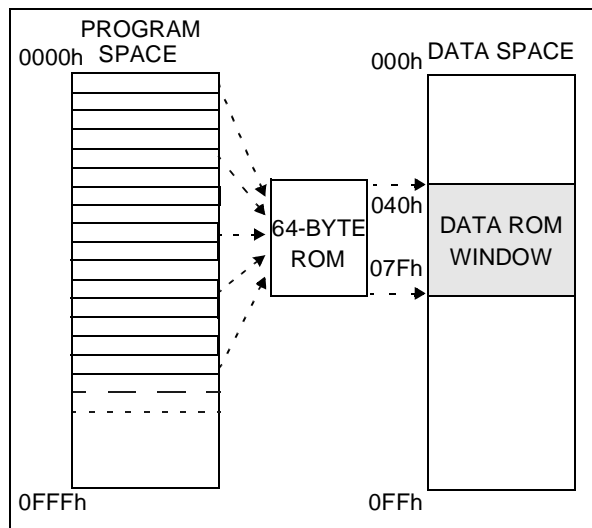 PROGRAM
SPACE
0000h
DATA SPACE
000h
64-BYTE
ROM
040h
07Fh
DATA ROM
WINDOW
0FFFh
0FFh